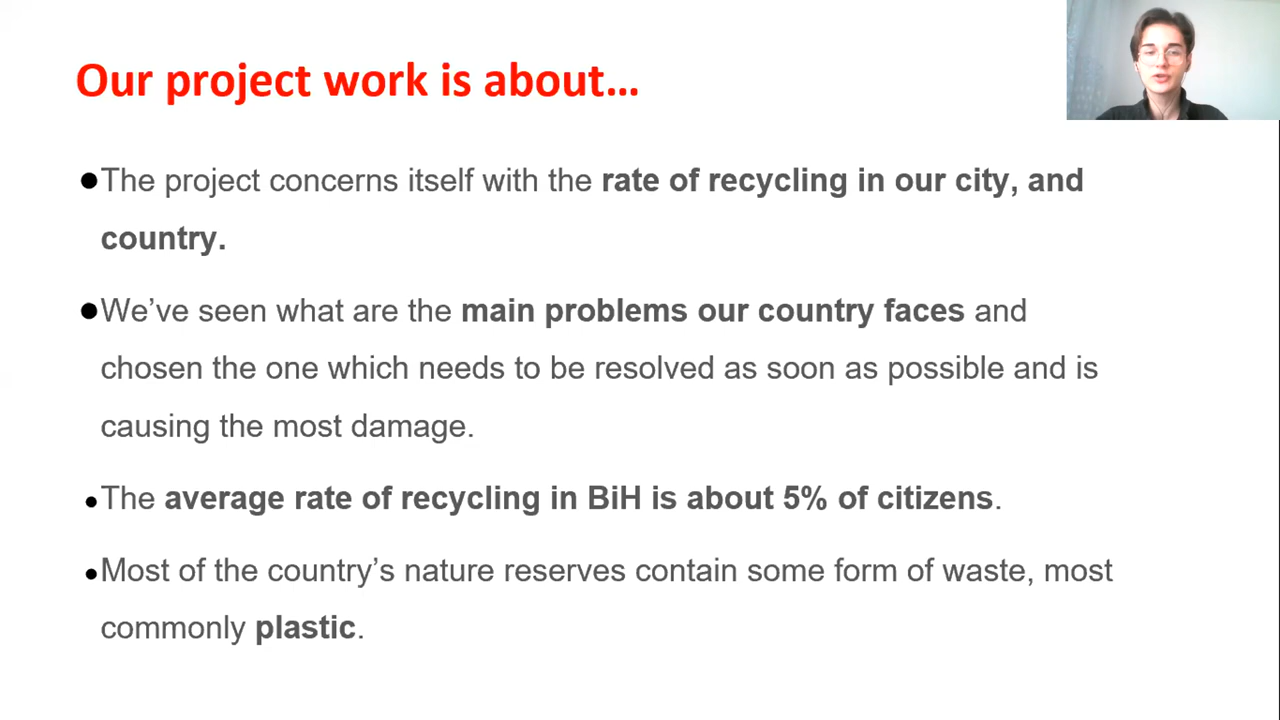 Our project work is about...
●The project concerns itself with the rate of recycling in our city, and
country.
●We’ve seen what are the main problems our country faces and
chosen the one which needs to be resolved as soon as possible and is
causing the most damage.
●The average rate of recycling in BiH is about 5% of citizens.
●Most of the country’s nature reserves contain some form of waste, most
commonly plastic.